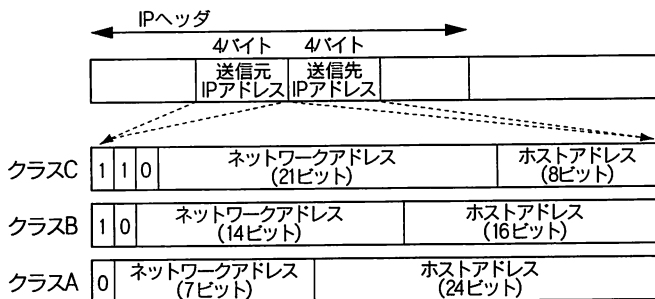 IPヘッダ
4バイト 4バイト
送信元 送信先
IPアドレス IPアドレス
クラスC 1 1 0 ネットワークアドレス ホストアドレス
(21ビット) (8ビット)
クラスB 1 0 ネットワークアドレス ホストアドレス
(14ビット) (16ビット)
クラスA 0 ネットワークアドレス ホストアドレス
(7ビット) (24ビット)